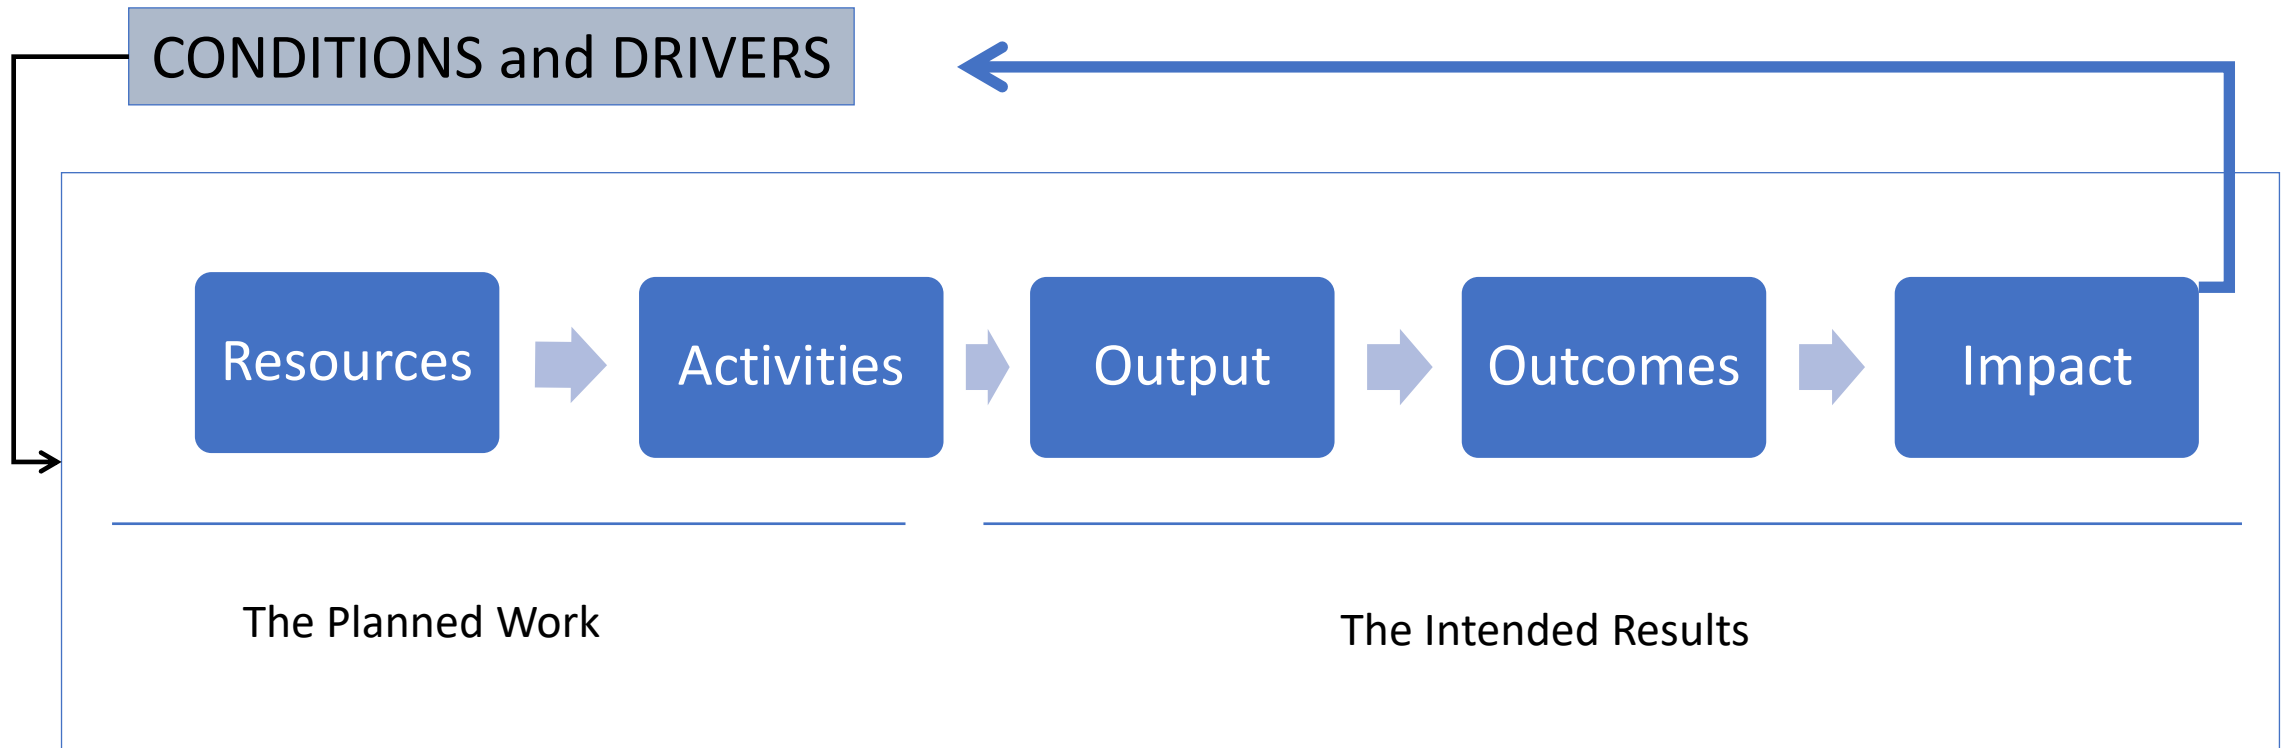 CONDITIONS and DRIVERS
Resources
Activities
Output
Outcomes
Impact
The Planned Work
The Intended Results